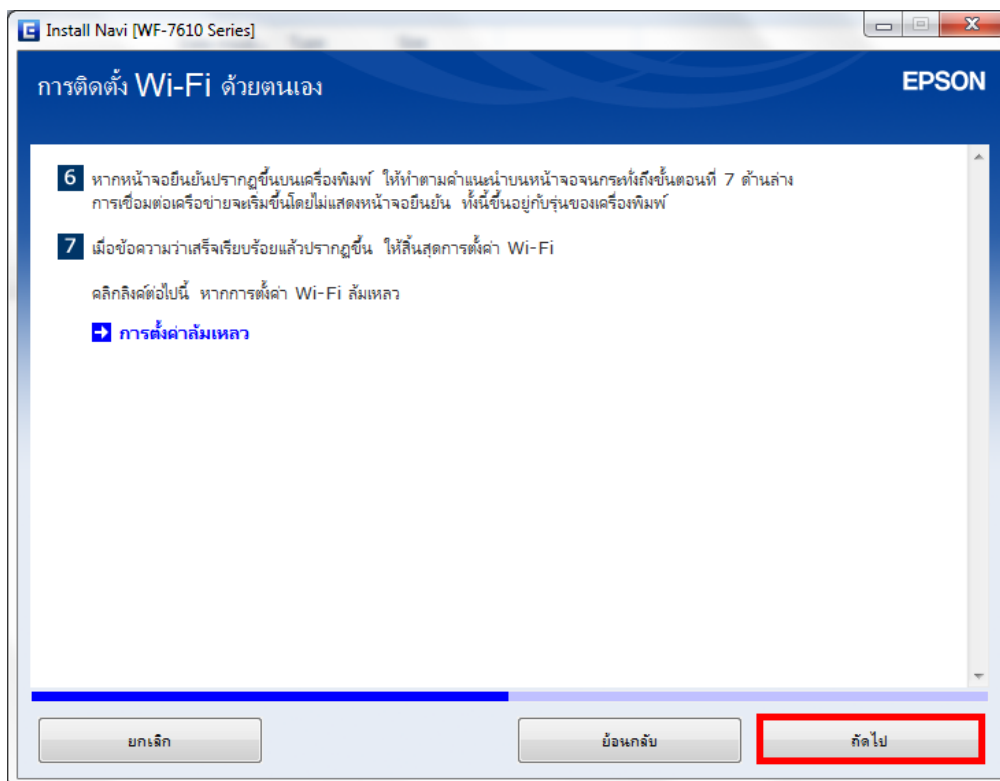 Install Navi [WF-7610 Series]
การติดตั้ง Wi-Fi ด้วยตนเอง
EPSON
6 หากหน้าจอยืนยันปรากฏขึ้นบนเครื่องพิมพ์ ให้ทำตามคำแนะนำบนหน้าจอจนกระทั่งถึงขั้นตอนที่ 7 ด้านล่าง
การเชื่อมต่อเครือข่ายจะเริ่มขึ้นโดยไม่แสดงหน้าจอยืนยัน ทั้งนี้ขึ้นอยู่กับรุ่นของเครื่องพิมพ์
7 เมื่อข้อความว่าเสร็จเรียบร้อยแล้วปรากฏขึ้น ให้สิ้นสุดการตั้งค่า Wi-Fi
คลิกลิงค์ต่อไปนี้ หากการตั้งค่า Wi-Fi ล้มเหลว
การตั้งค่าล้มเหลว
ยกเลิก
ย้อนกลับ
ถัดไป